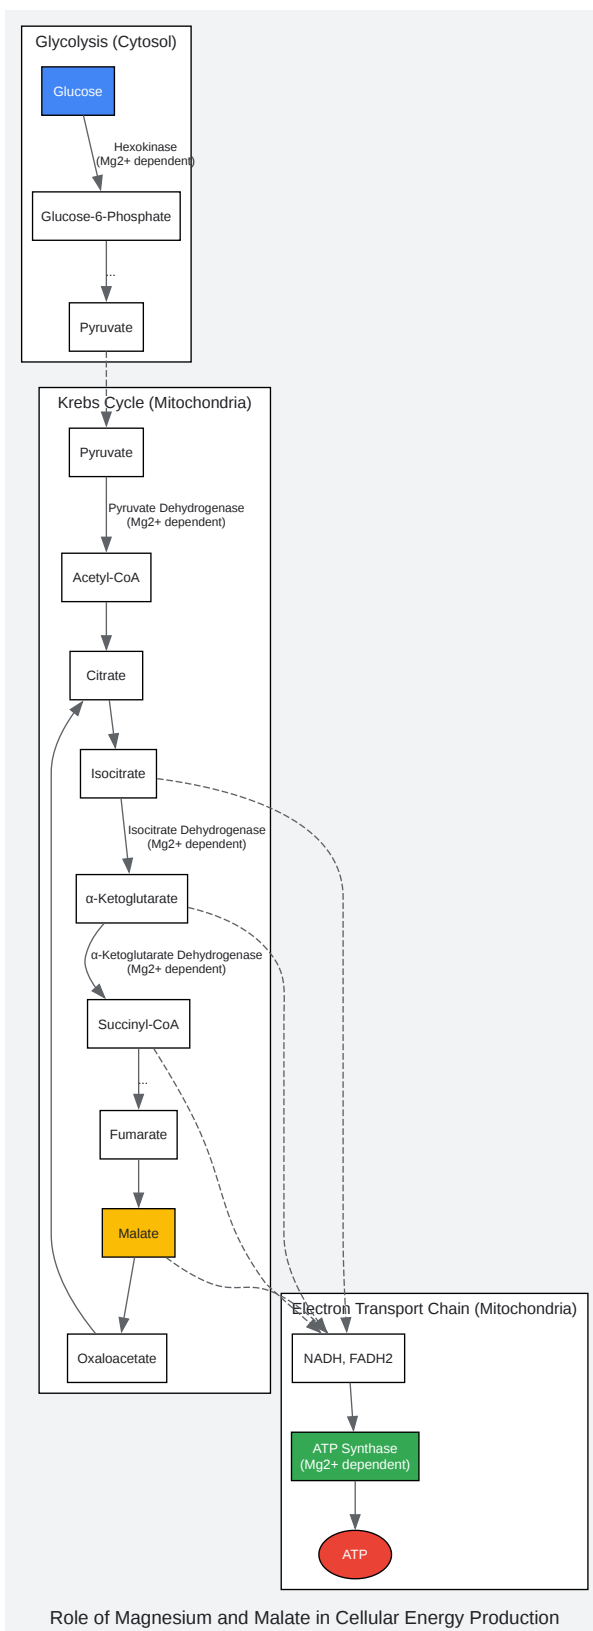 Glycolysis (Cytosol)
Glucose
Hexokinase
(Mg2+ dependent)
Glucose-6-Phosphate
...
Pyruvate
Krebs Cycle (Mitochondria)
Pyruvate
Pyruvate Dehydrogenase
(Mg2+ dependent)
Acetyl-CoA
Citrate
Isocitrate
Isocitrate Dehydrogenase
(Mg2+ dependent)
α-Ketoglutarate
α-Ketoglutarate Dehydrogenase
(Mg2+ dependent)
Succinyl-CoA
...
Fumarate
Malate
Oxaloacetate
Electron Transport Chain (Mitochondria)
NADH, FADH2
ATP Synthase
(Mg2+ dependent)
ATP
Role of Magnesium and Malate in Cellular Energy Production